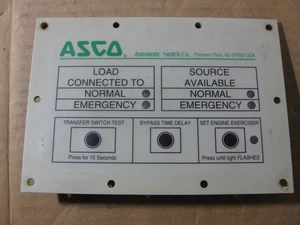 ASCO® Automatic Switch Co. Florham Park, NJ 07932 USA
LOAD
CONNECTED TO
NORMAL
EMERGENCY
SOURCE
AVAILABLE
NORMAL
EMERGENCY
TRANSFER SWITCH TEST
Press for 15 Seconds
BYPASS TIME DELAY
SET ENGINE EXERCISER
Press until light FLASHES